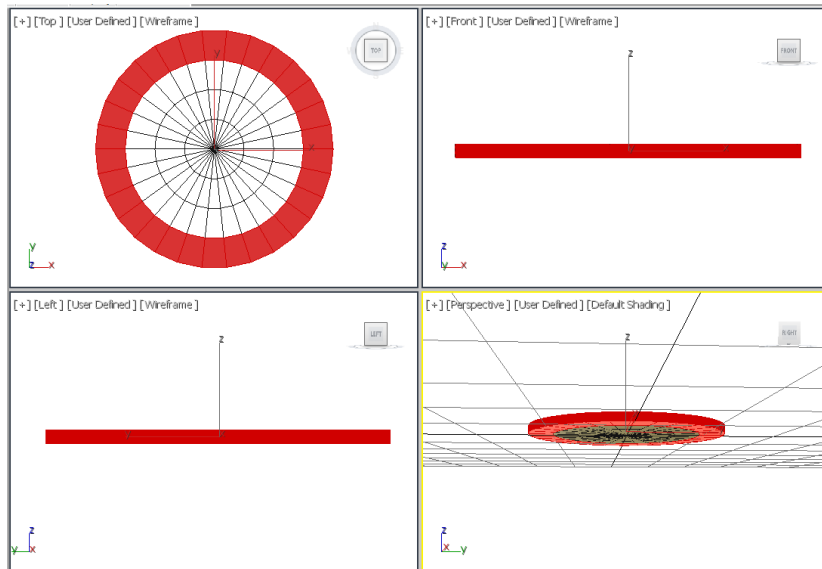 [+] [Top] [User Defined] [Wireframe]
TOP
y
x
y
z
x
[+] [Front] [User Defined] [Wireframe]
FRONT
z
z
y
x
[+] [Left] [User Defined] [Wireframe]
LEFT
z
z
y
x
[+] [Perspective] [User Defined] [Default Shading]
RIGHT
z
z
x
y